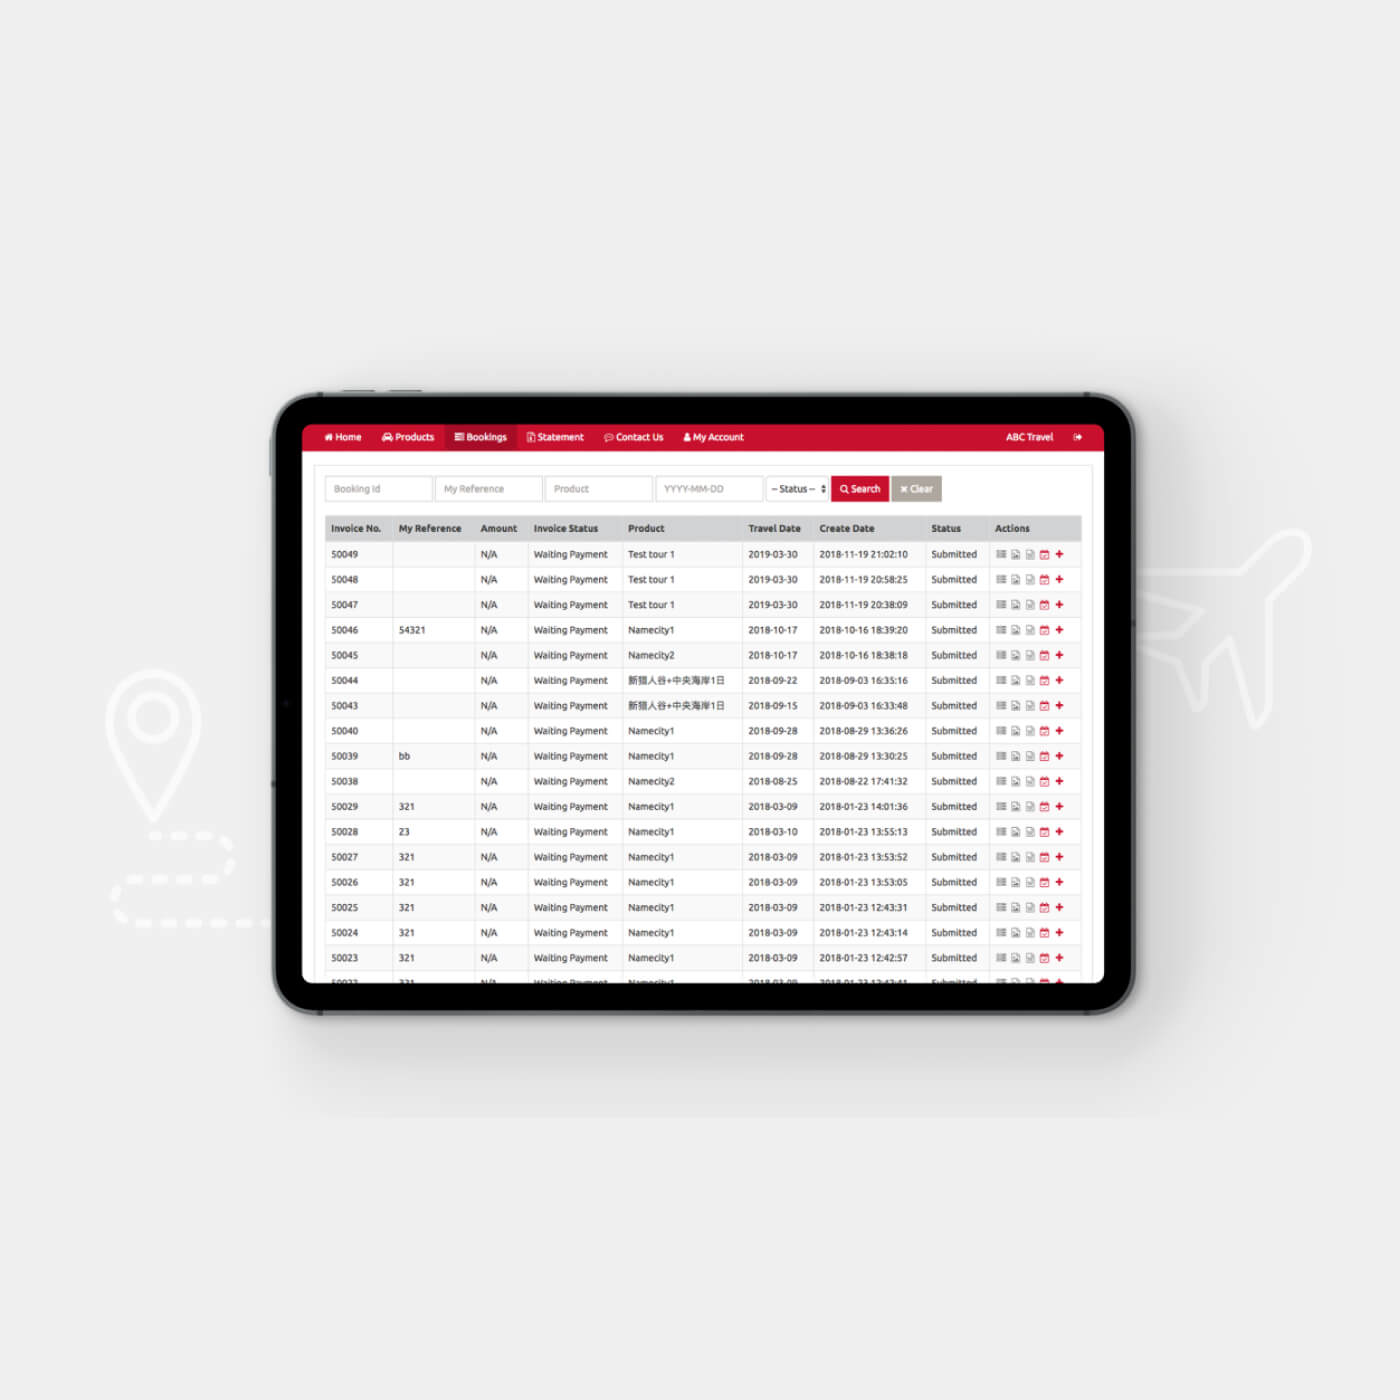 Home Products Bookings Statement Contact Us My Account ABC Travel
Booking Id My Reference Product YYYY-MM-DD -- Status -- Search Clear
Invoice No. My Reference Amount Invoice Status Product Travel Date Create Date Status Actions
50049 N/A Waiting Payment Test tour 1 2019-03-30 2018-11-19 21:02:10 Submitted
50048 N/A Waiting Payment Test tour 1 2019-03-30 2018-11-19 20:58:25 Submitted
50047 N/A Waiting Payment Test tour 1 2019-03-30 2018-11-19 20:38:09 Submitted
50046 54321 N/A Waiting Payment Namecity1 2018-10-17 2018-10-16 18:39:20 Submitted
50045 N/A Waiting Payment Namecity2 2018-10-17 2018-10-16 18:38:18 Submitted
50044 N/A Waiting Payment 新猎人谷+中央海岸1日 2018-09-22 2018-09-03 16:35:16 Submitted
50043 N/A Waiting Payment 新猎人谷+中央海岸1日 2018-09-15 2018-09-03 16:33:48 Submitted
50040 N/A Waiting Payment Namecity1 2018-09-28 2018-08-29 13:36:26 Submitted
50039 bb N/A Waiting Payment Namecity1 2018-09-28 2018-08-29 13:30:25 Submitted
50038 N/A Waiting Payment Namecity2 2018-08-25 2018-08-22 17:41:32 Submitted
50029 321 N/A Waiting Payment Namecity1 2018-03-09 2018-01-23 14:01:36 Submitted
50028 23 N/A Waiting Payment Namecity1 2018-03-10 2018-01-23 13:55:13 Submitted
50027 321 N/A Waiting Payment Namecity1 2018-03-09 2018-01-23 13:53:52 Submitted
50026 321 N/A Waiting Payment Namecity1 2018-03-09 2018-01-23 13:53:05 Submitted
50025 321 N/A Waiting Payment Namecity1 2018-03-09 2018-01-23 12:43:31 Submitted
50024 321 N/A Waiting Payment Namecity1 2018-03-09 2018-01-23 12:43:14 Submitted
50023 321 N/A Waiting Payment Namecity1 2018-03-09 2018-01-23 12:42:57 Submitted